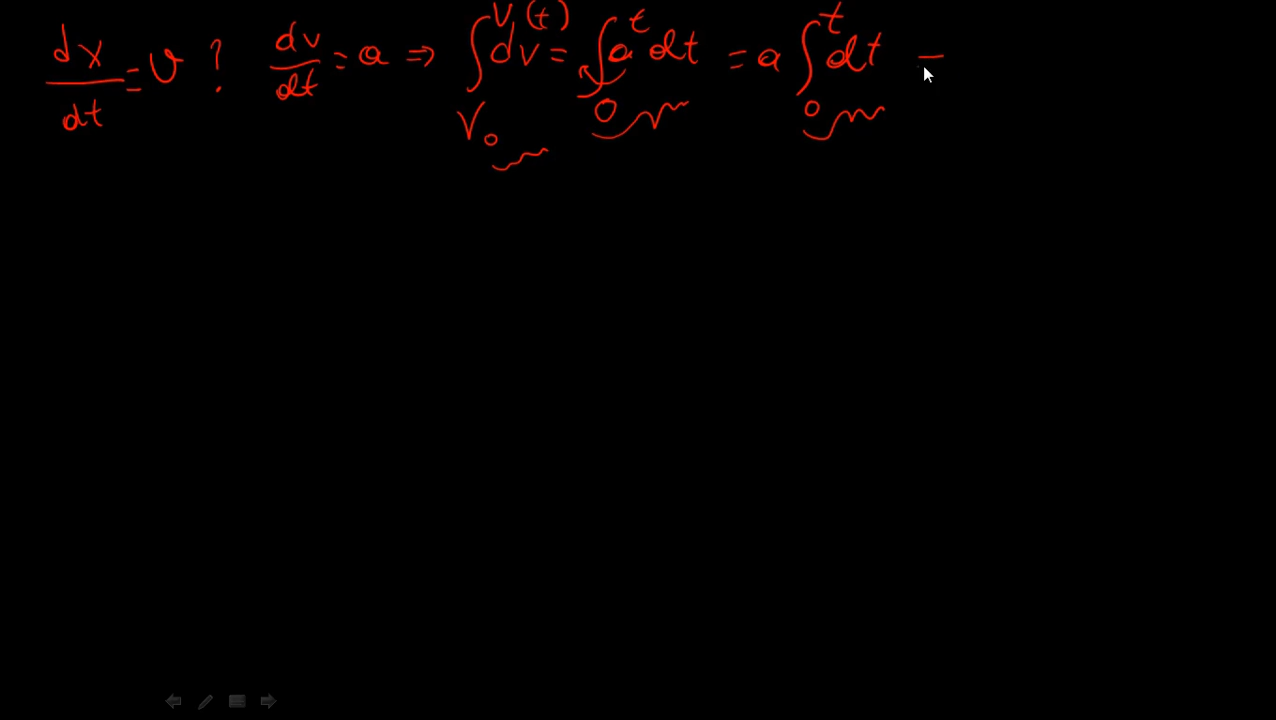 dx/dt = v ? dv/dt = a ⇒ ∫_{V₀}^{V(t)} dv = ∫_0^t a dt = a ∫_0^t dt –